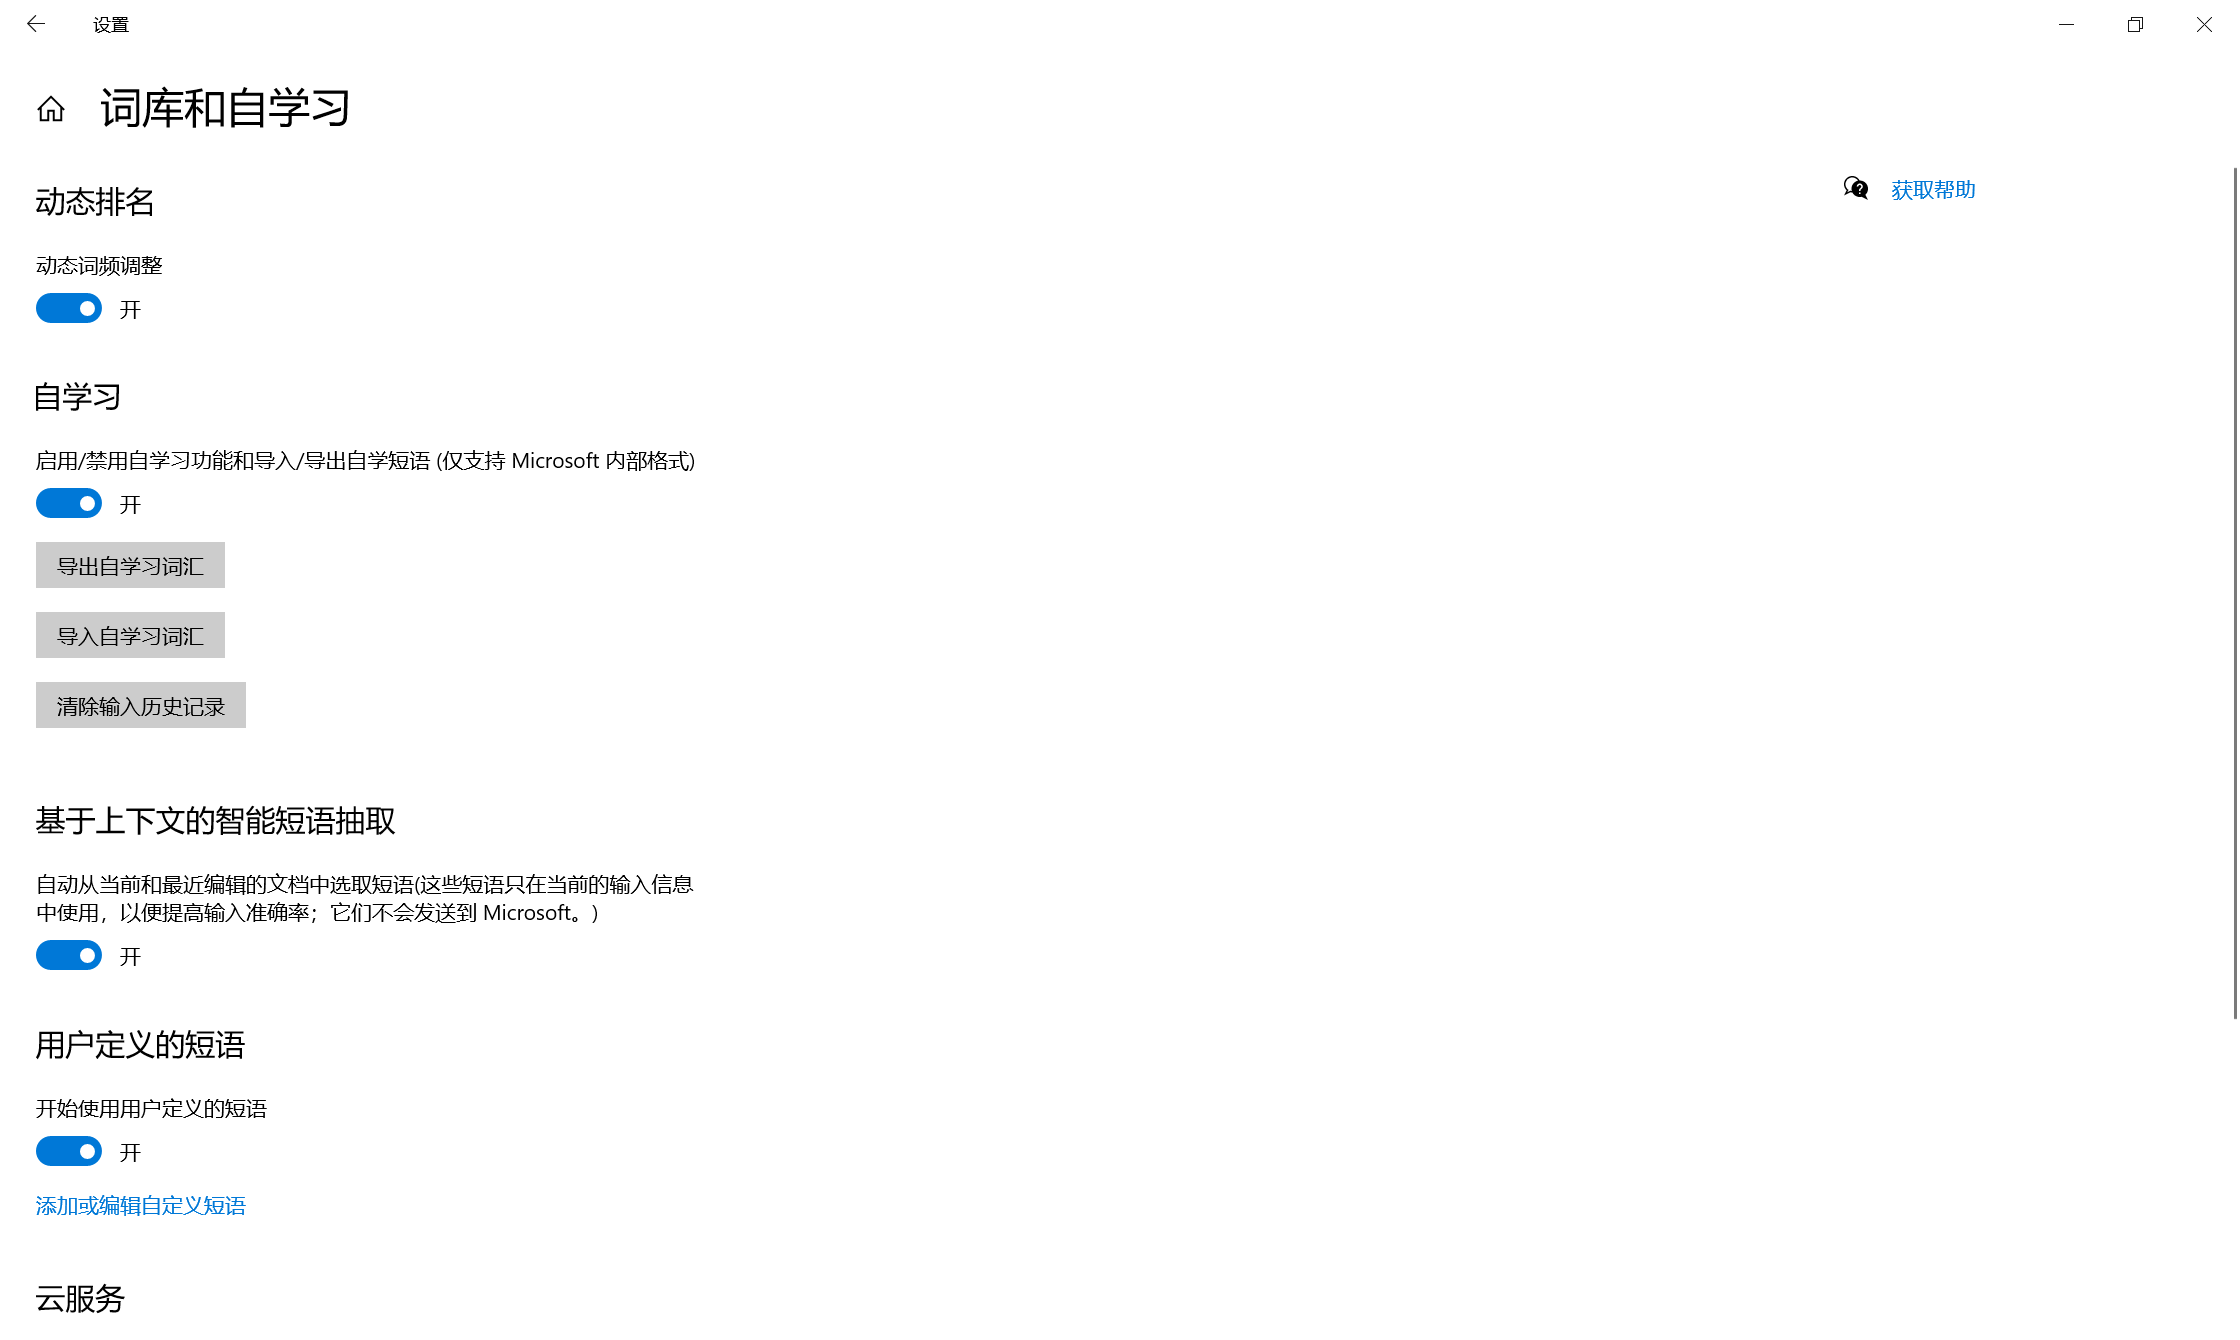 设置
词库和自学习
动态排名
获取帮助
动态词频调整
开
自学习
启用/禁用自学习功能和导入/导出自学短语 (仅支持 Microsoft 内部格式)
开
导出自学习词汇
导入自学习词汇
清除输入历史记录
基于上下文的智能短语抽取
自动从当前和最近编辑的文档中选取短语(这些短语只在当前的输入信息
中使用，以便提高输入准确率；它们不会发送到 Microsoft。)
开
用户定义的短语
开始使用用户定义的短语
开
添加或编辑自定义短语
云服务